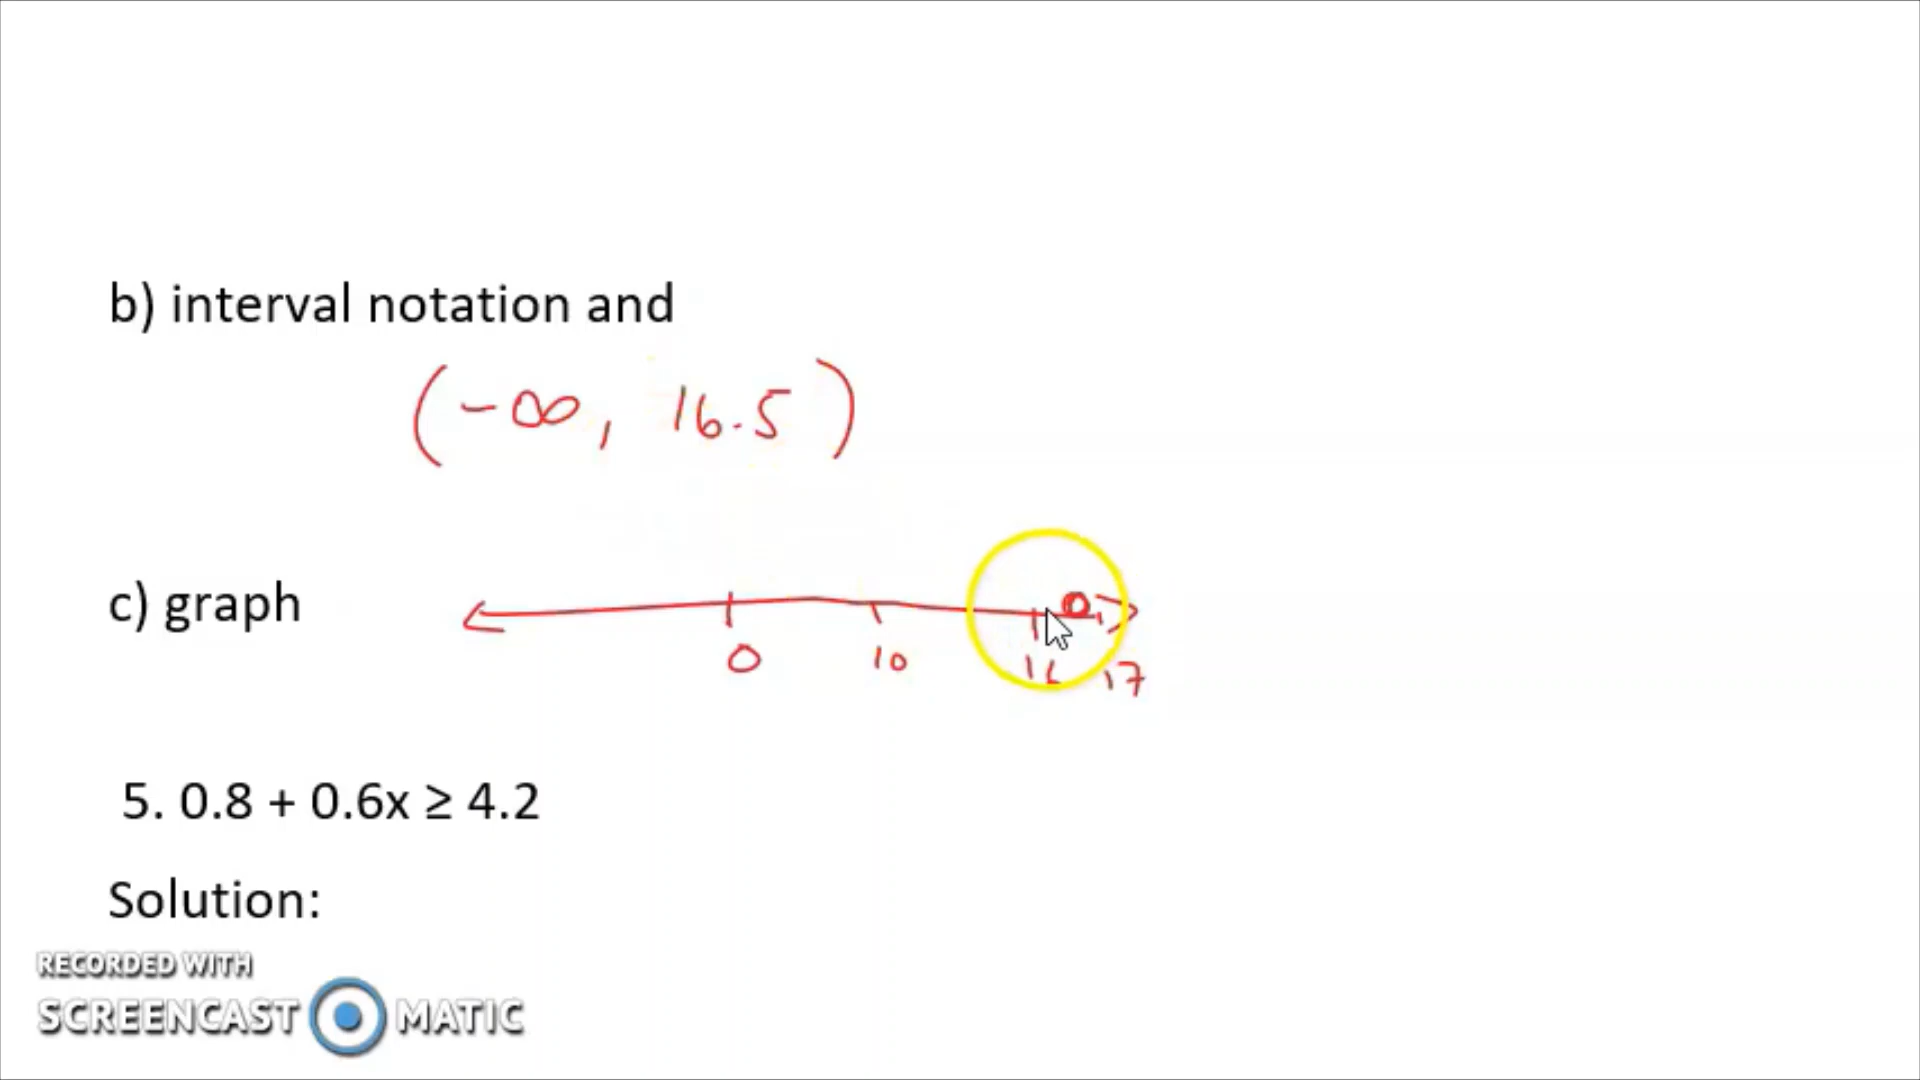 b) interval notation and
(-∞, 16.5)
c) graph
0 10 16 17
5. 0.8 + 0.6x ≥ 4.2
Solution:
RECORDED WITH
SCREENCAST MATIC